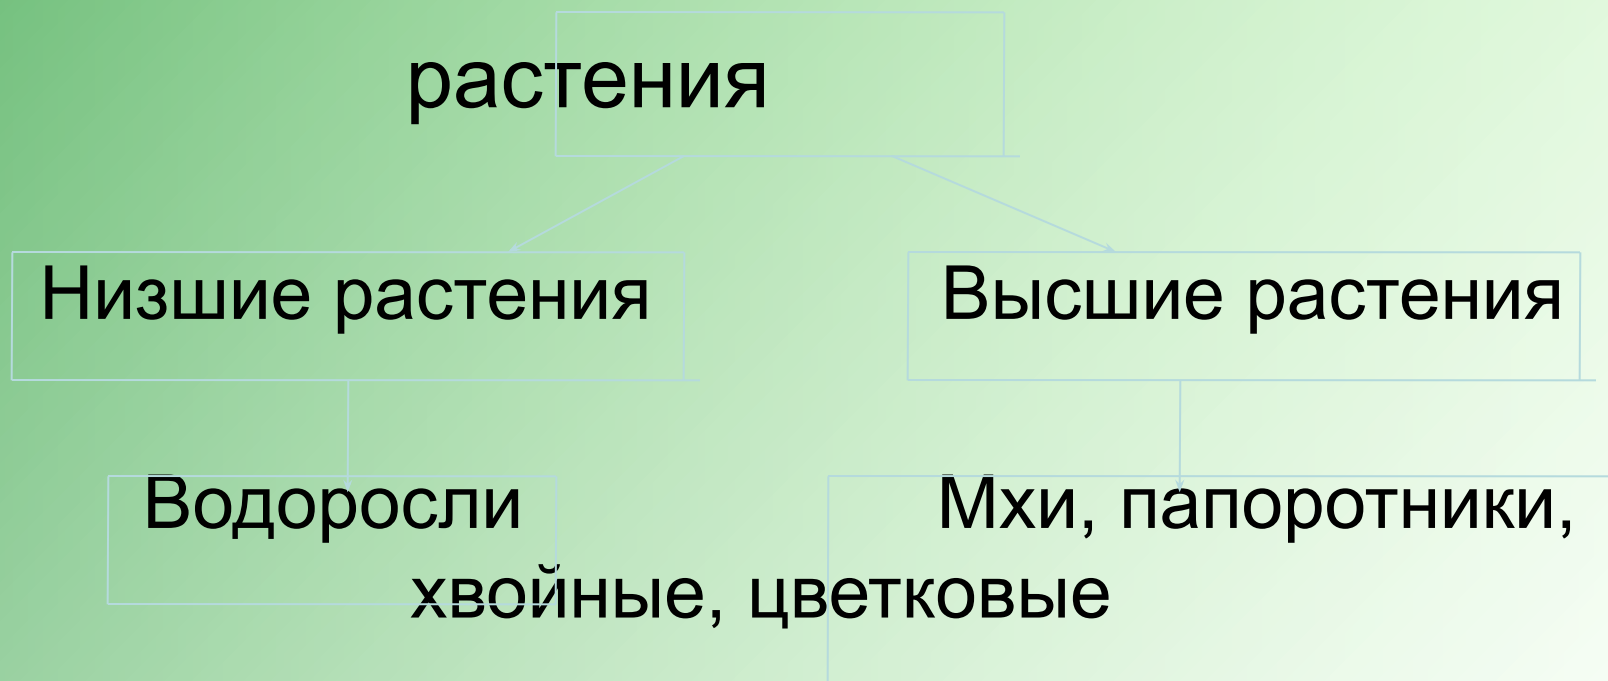 растения
Низшие растения Высшие растения
Водоросли Мхи, папоротники,
хвойные, цветковые